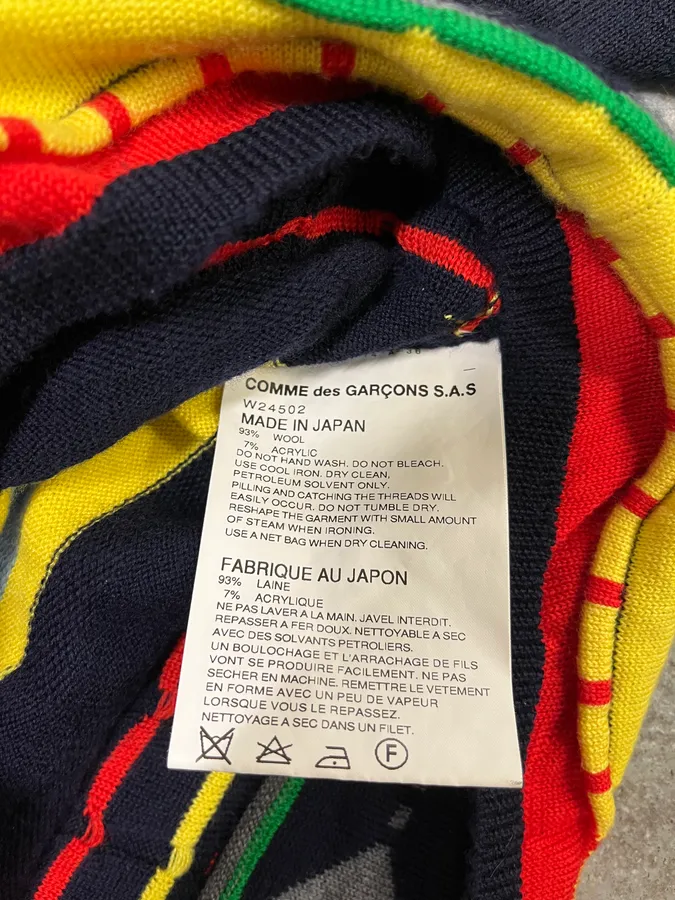 COMME des GARÇONS S.A.S
W24502
MADE IN JAPAN
93% WOOL
7% ACRYLIC
DO NOT HAND WASH. DO NOT BLEACH.
USE COOL IRON. DRY CLEAN,
PETROLEUM SOLVENT ONLY.
PILLING AND CATCHING THE THREADS WILL
EASILY OCCUR. DO NOT TUMBLE DRY.
RESHAPE THE GARMENT WITH SMALL AMOUNT
OF STEAM WHEN IRONING.
USE A NET BAG WHEN DRY CLEANING.
FABRIQUE AU JAPON
93% LAINE
7% ACRYLIQUE
NE PAS LAVER A LA MAIN. JAVEL INTERDIT.
REPASSER A FER DOUX. NETTOYABLE A SEC
AVEC DES SOLVANTS PETROLIERS.
UN BOULOCHAGE ET L'ARRACHAGE DE FILS
VONT SE PRODUIRE FACILEMENT. NE PAS
SECHER EN MACHINE. REMETTRE LE VETEMENT
EN FORME AVEC UN PEU DE VAPEUR
LORSQUE VOUS LE REPASSEZ.
NETTOYAGE A SEC DANS UN FILET.
F